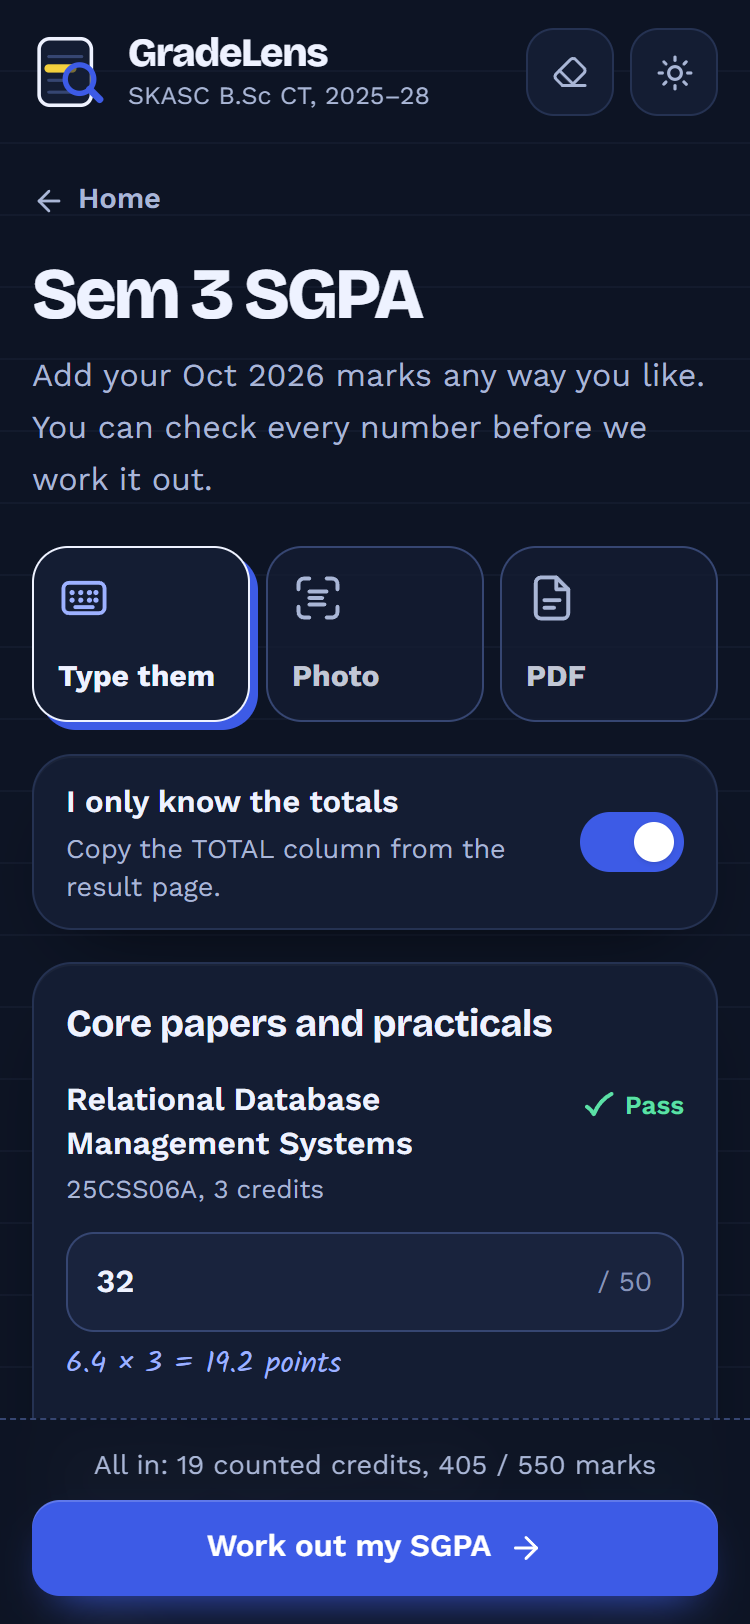 GradeLens
SKASC B.Sc CT, 2025–28
← Home
Sem 3 SGPA
Add your Oct 2026 marks any way you like.
You can check every number before we
work it out.
Type them
Photo
PDF
I only know the totals
Copy the TOTAL column from the
result page.
Core papers and practicals
Relational Database
Management Systems
✓ Pass
25CSS06A, 3 credits
32 / 50
6.4 × 3 = 19.2 points
All in: 19 counted credits, 405 / 550 marks
Work out my SGPA →